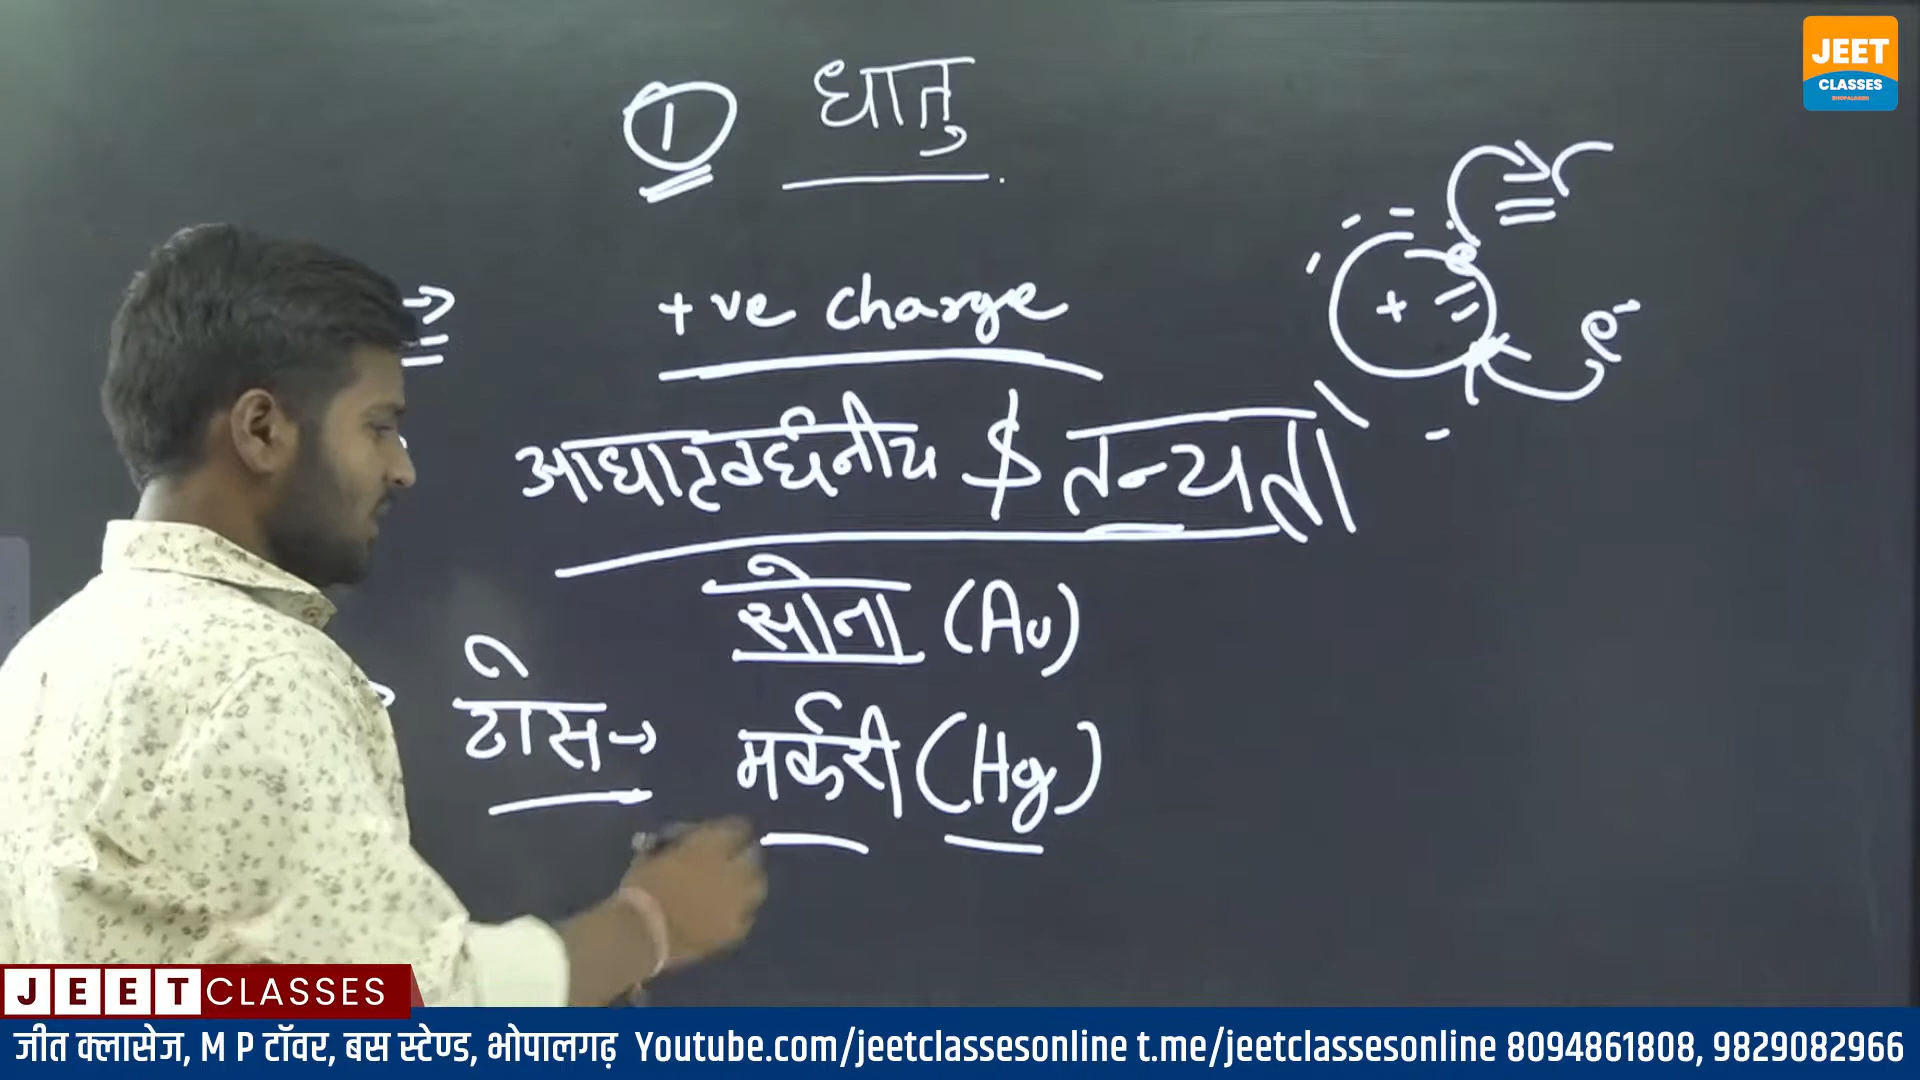 JEET
CLASSES
1 धातु
+ve charge
+
e
e-
आघातवर्धनीय $ तन्यता
सोना (Au)
ठोस → मर्करी (Hg)
JEET CLASSES
जीत क्लासेज, M P टॉवर, बस स्टेण्ड, भोपालगढ़ Youtube.com/jeetclassesonline t.me/jeetclassesonline 8094861808, 9829082966